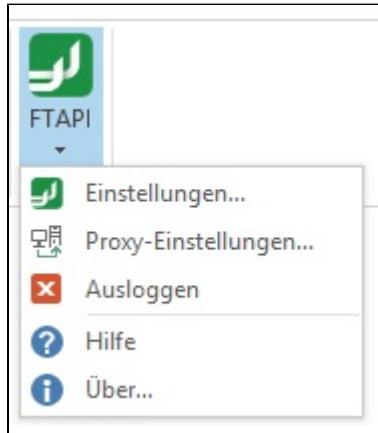 FTAPI
Einstellungen...
Proxy-Einstellungen...
Ausloggen
Hilfe
Über...